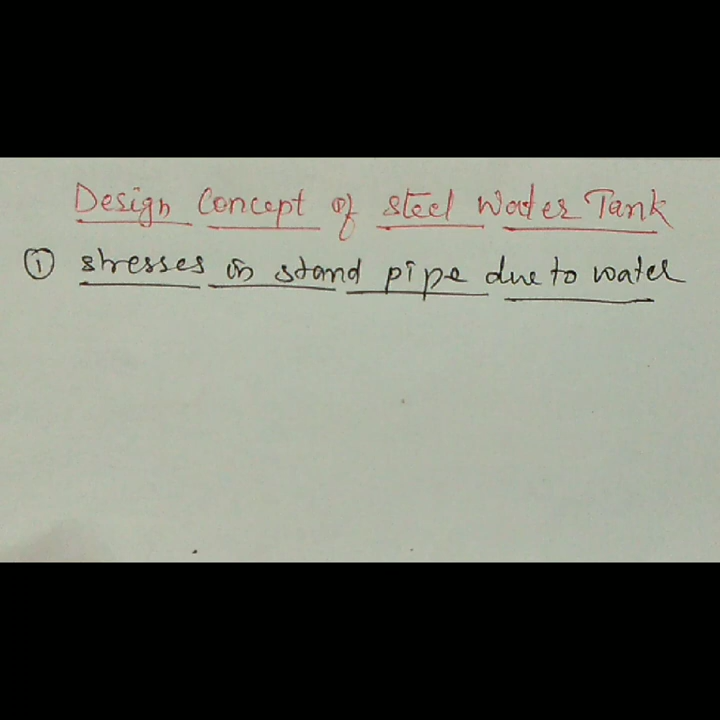 Design Concept of Steel Water Tank
① stresses in stand pipe due to water